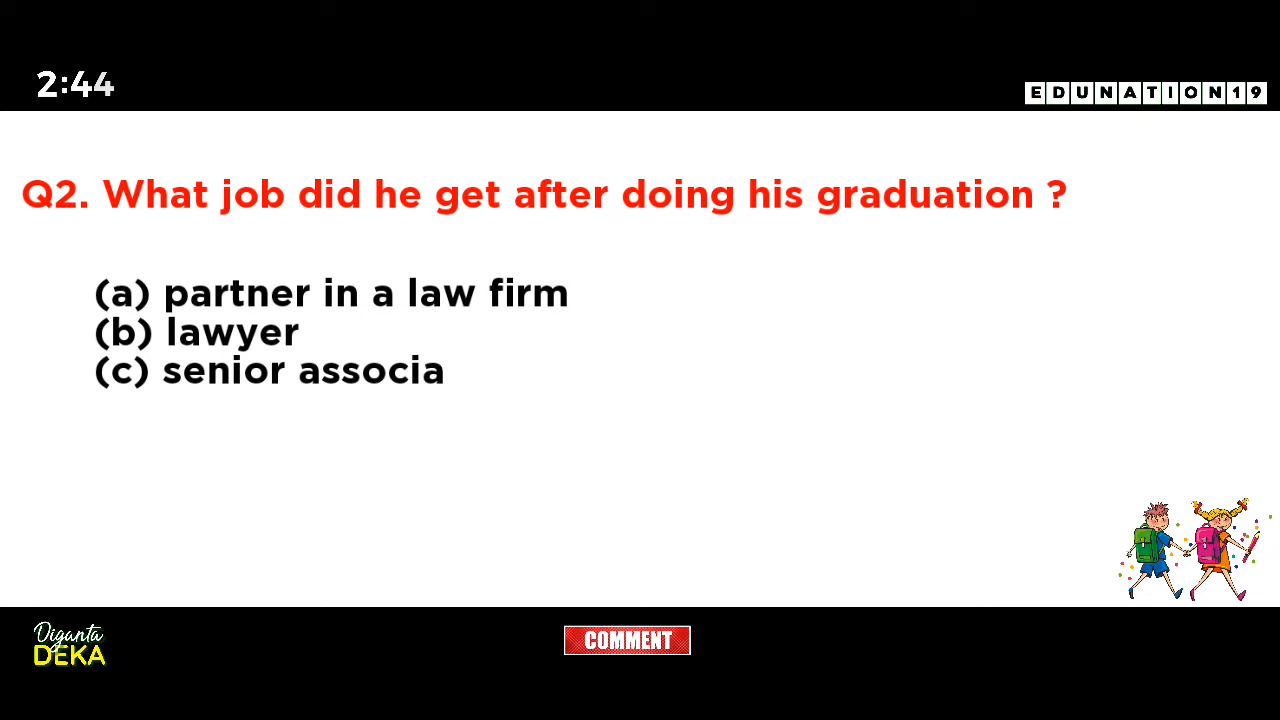 2:44
EDUNATION19
Q2. What job did he get after doing his graduation ?
(a) partner in a law firm
(b) lawyer
(c) senior associa
Diganta
DEKA
COMMENT